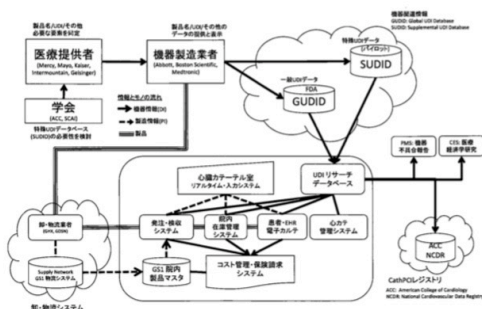 製品名/UDI/その他
必要な要素を特定
医療提供者
(Mercy, Mayo, Kaiser,
Intermountain, Geisinger)
学会
(ACC, SCAI)
特殊UDIデータベース
(SUDID)の必要性を検討
製品名/UDI/その他の
データの提供と表示
機器製造業者
(Abbott, Boston Scientific,
Medtronic)
情報とモノの流れ
機器情報(DI)
製造情報(PI)
製品
機器関連情報
GUDID: Global UDI Database
SUDID: Supplemental UDI Database
特殊UDIデータ
(パイロット)
SUDID
一部UDIデータ
FDA
GUDID
心臓カテーテル室
リアルタイム・入力システム
UDI リサーチ
データベース
PMS: 機器
不具合報告
CES: 医療
経済学研究
卸・物流業者
Supply Network
GS1 物流システム
卸・物流システム
発注・検収
システム
院内
在庫管理
システム
患者・EHR
電子カルテ
心カテ
管理システム
GS1 院内
製品マスタ
コスト管理・保険請求
システム
ACC
NCDR
CathPCIレジストリ
ACC: American College of Cardiology
NCDR: National Cardiovascular Data Registry